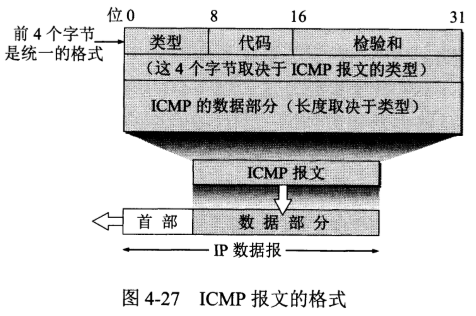 位 0 8 16 31
前 4 个字节
是统一的格式
类型 代码 检验和
(这 4 个字节取决于 ICMP 报文的类型)
ICMP 的数据部分（长度取决于类型）
ICMP 报文
首 部 数 据 部 分
IP 数据报
图 4-27 ICMP 报文的格式